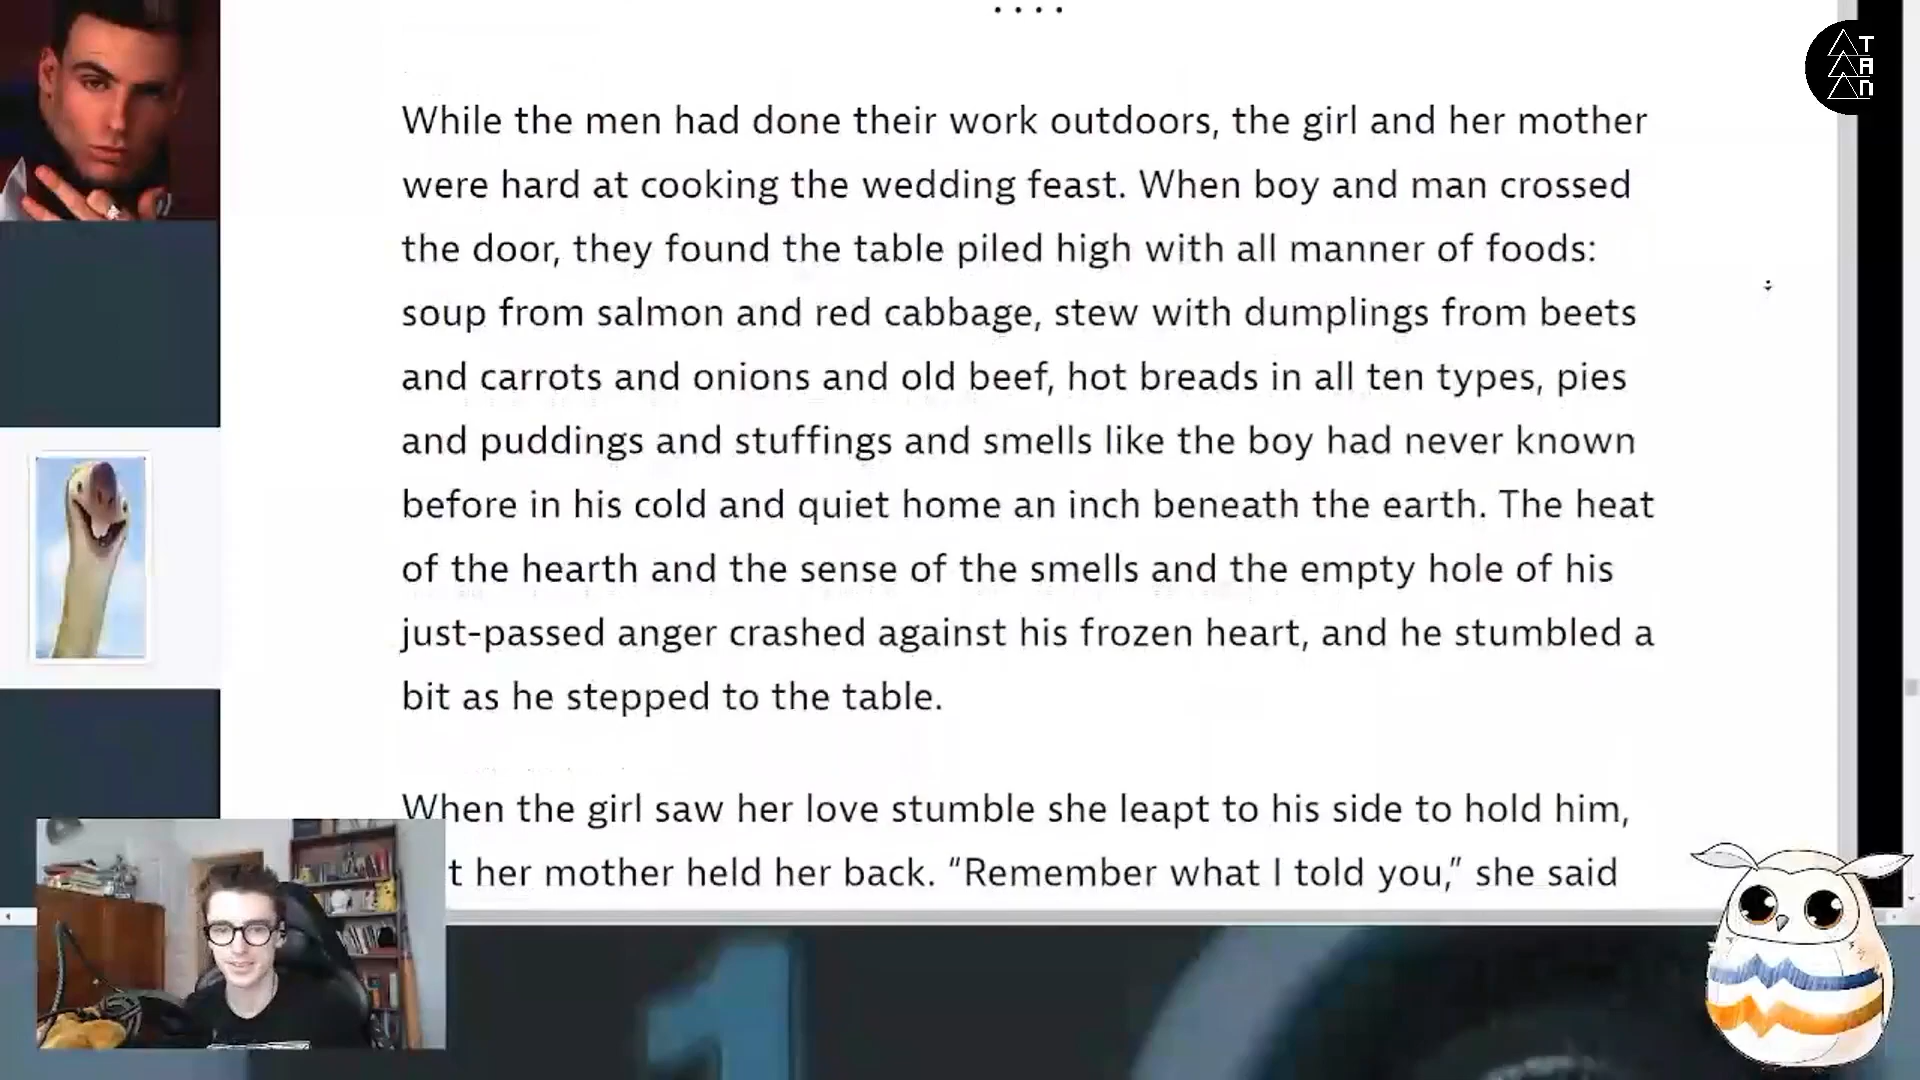 ....
TAN
While the men had done their work outdoors, the girl and her mother
were hard at cooking the wedding feast. When boy and man crossed
the door, they found the table piled high with all manner of foods:
soup from salmon and red cabbage, stew with dumplings from beets
and carrots and onions and old beef, hot breads in all ten types, pies
and puddings and stuffings and smells like the boy had never known
before in his cold and quiet home an inch beneath the earth. The heat
of the hearth and the sense of the smells and the empty hole of his
just-passed anger crashed against his frozen heart, and he stumbled a
bit as he stepped to the table.
When the girl saw her love stumble she leapt to his side to hold him,
t her mother held her back. “Remember what I told you,” she said
1